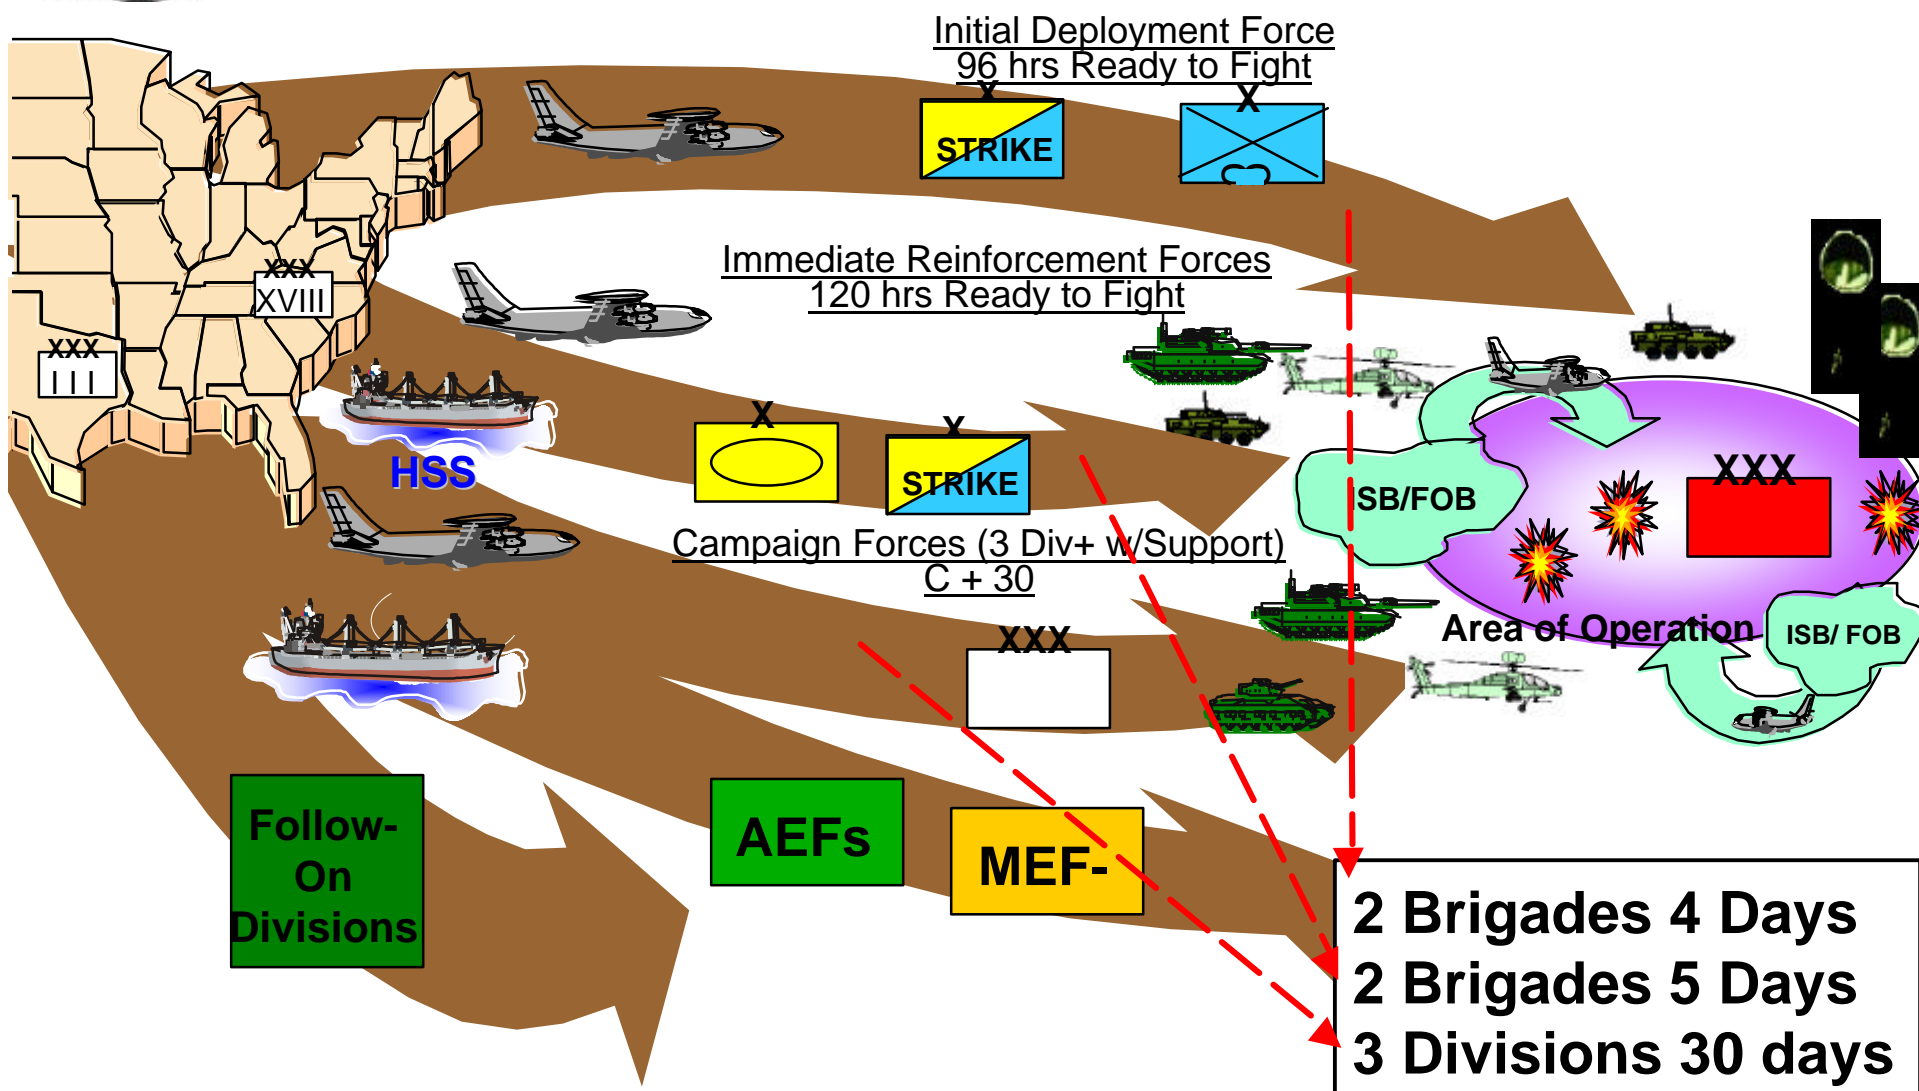 Initial Deployment Force
96 hrs Ready to Fight
X
STRIKE
X
Immediate Reinforcement Forces
120 hrs Ready to Fight
XXX
XVIII
XXX
I I I
HSS
X
X
STRIKE
ISB/FOB
XXX
Campaign Forces (3 Div+ w/Support)
C + 30
XXX
Area of Operation
ISB/ FOB
Follow-
On
Divisions
AEFs
MEF-
2 Brigades 4 Days
2 Brigades 5 Days
3 Divisions 30 days